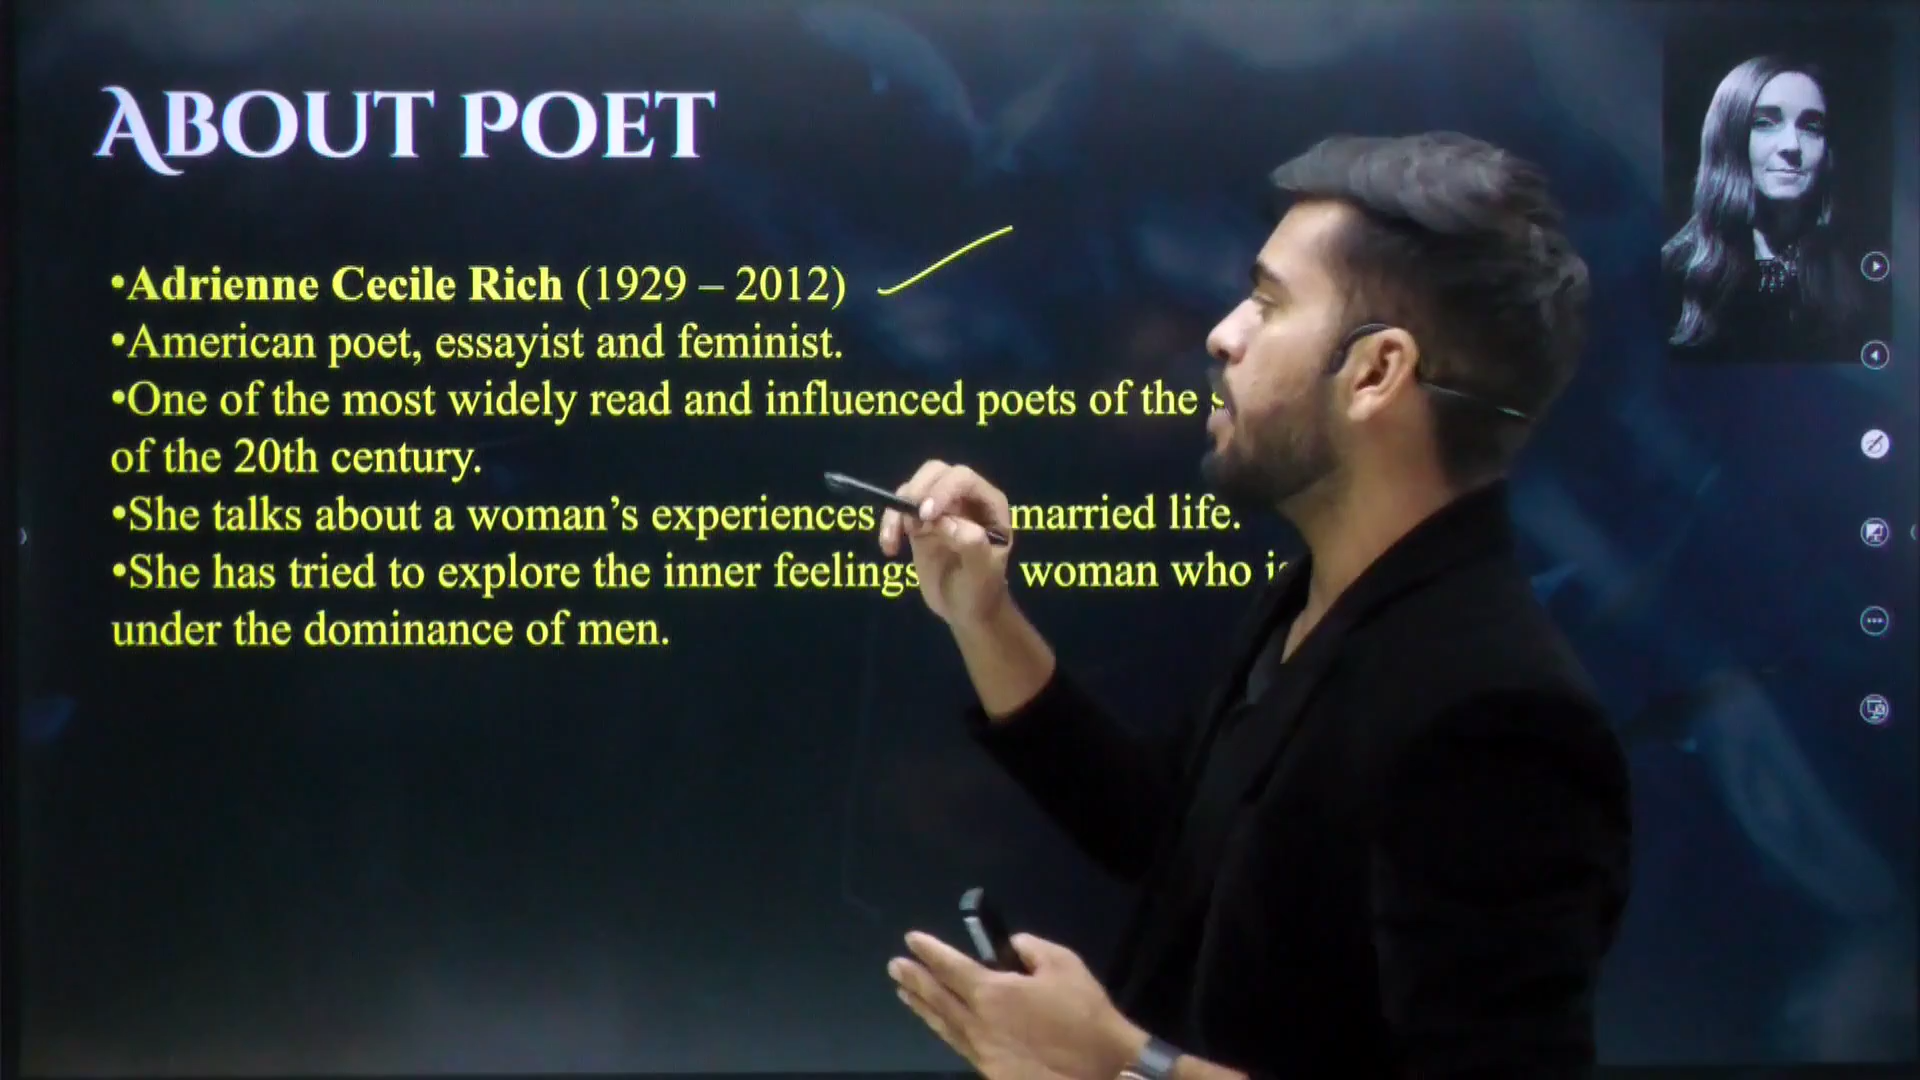 ABOUT POET
•Adrienne Cecile Rich (1929 – 2012)
•American poet, essayist and feminist.
•One of the most widely read and influenced poets of the
of the 20th century.
•She talks about a woman’s experiences married life.
•She has tried to explore the inner feelings woman who
under the dominance of men.